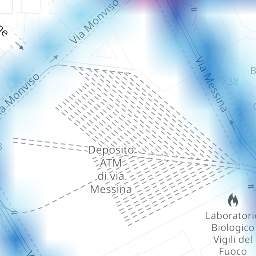 Via Monviso
Via Monviso
Via Messina
Deposito
ATM
di via
Messina
Laboratorio
Biologico
Vigili del
Fuoco